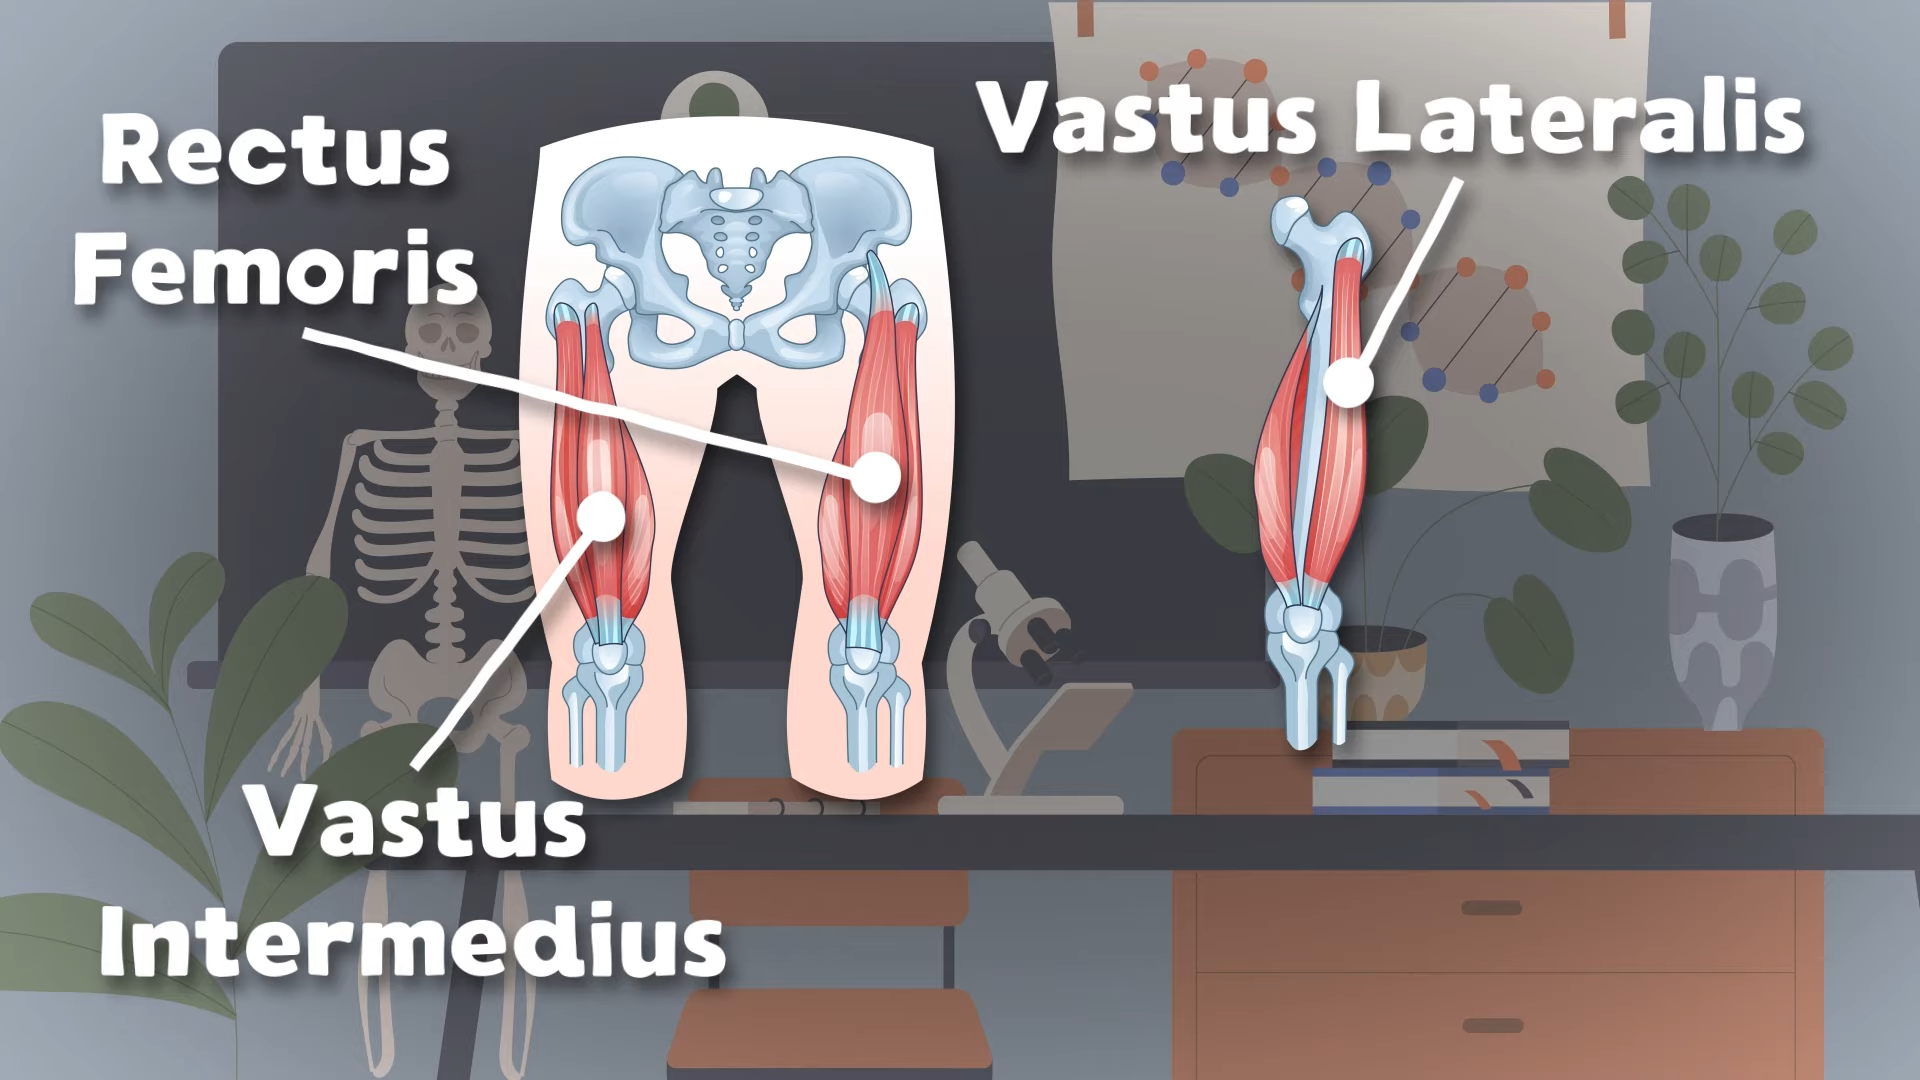 Rectus
Femoris
Vastus Lateralis
Vastus
Intermedius